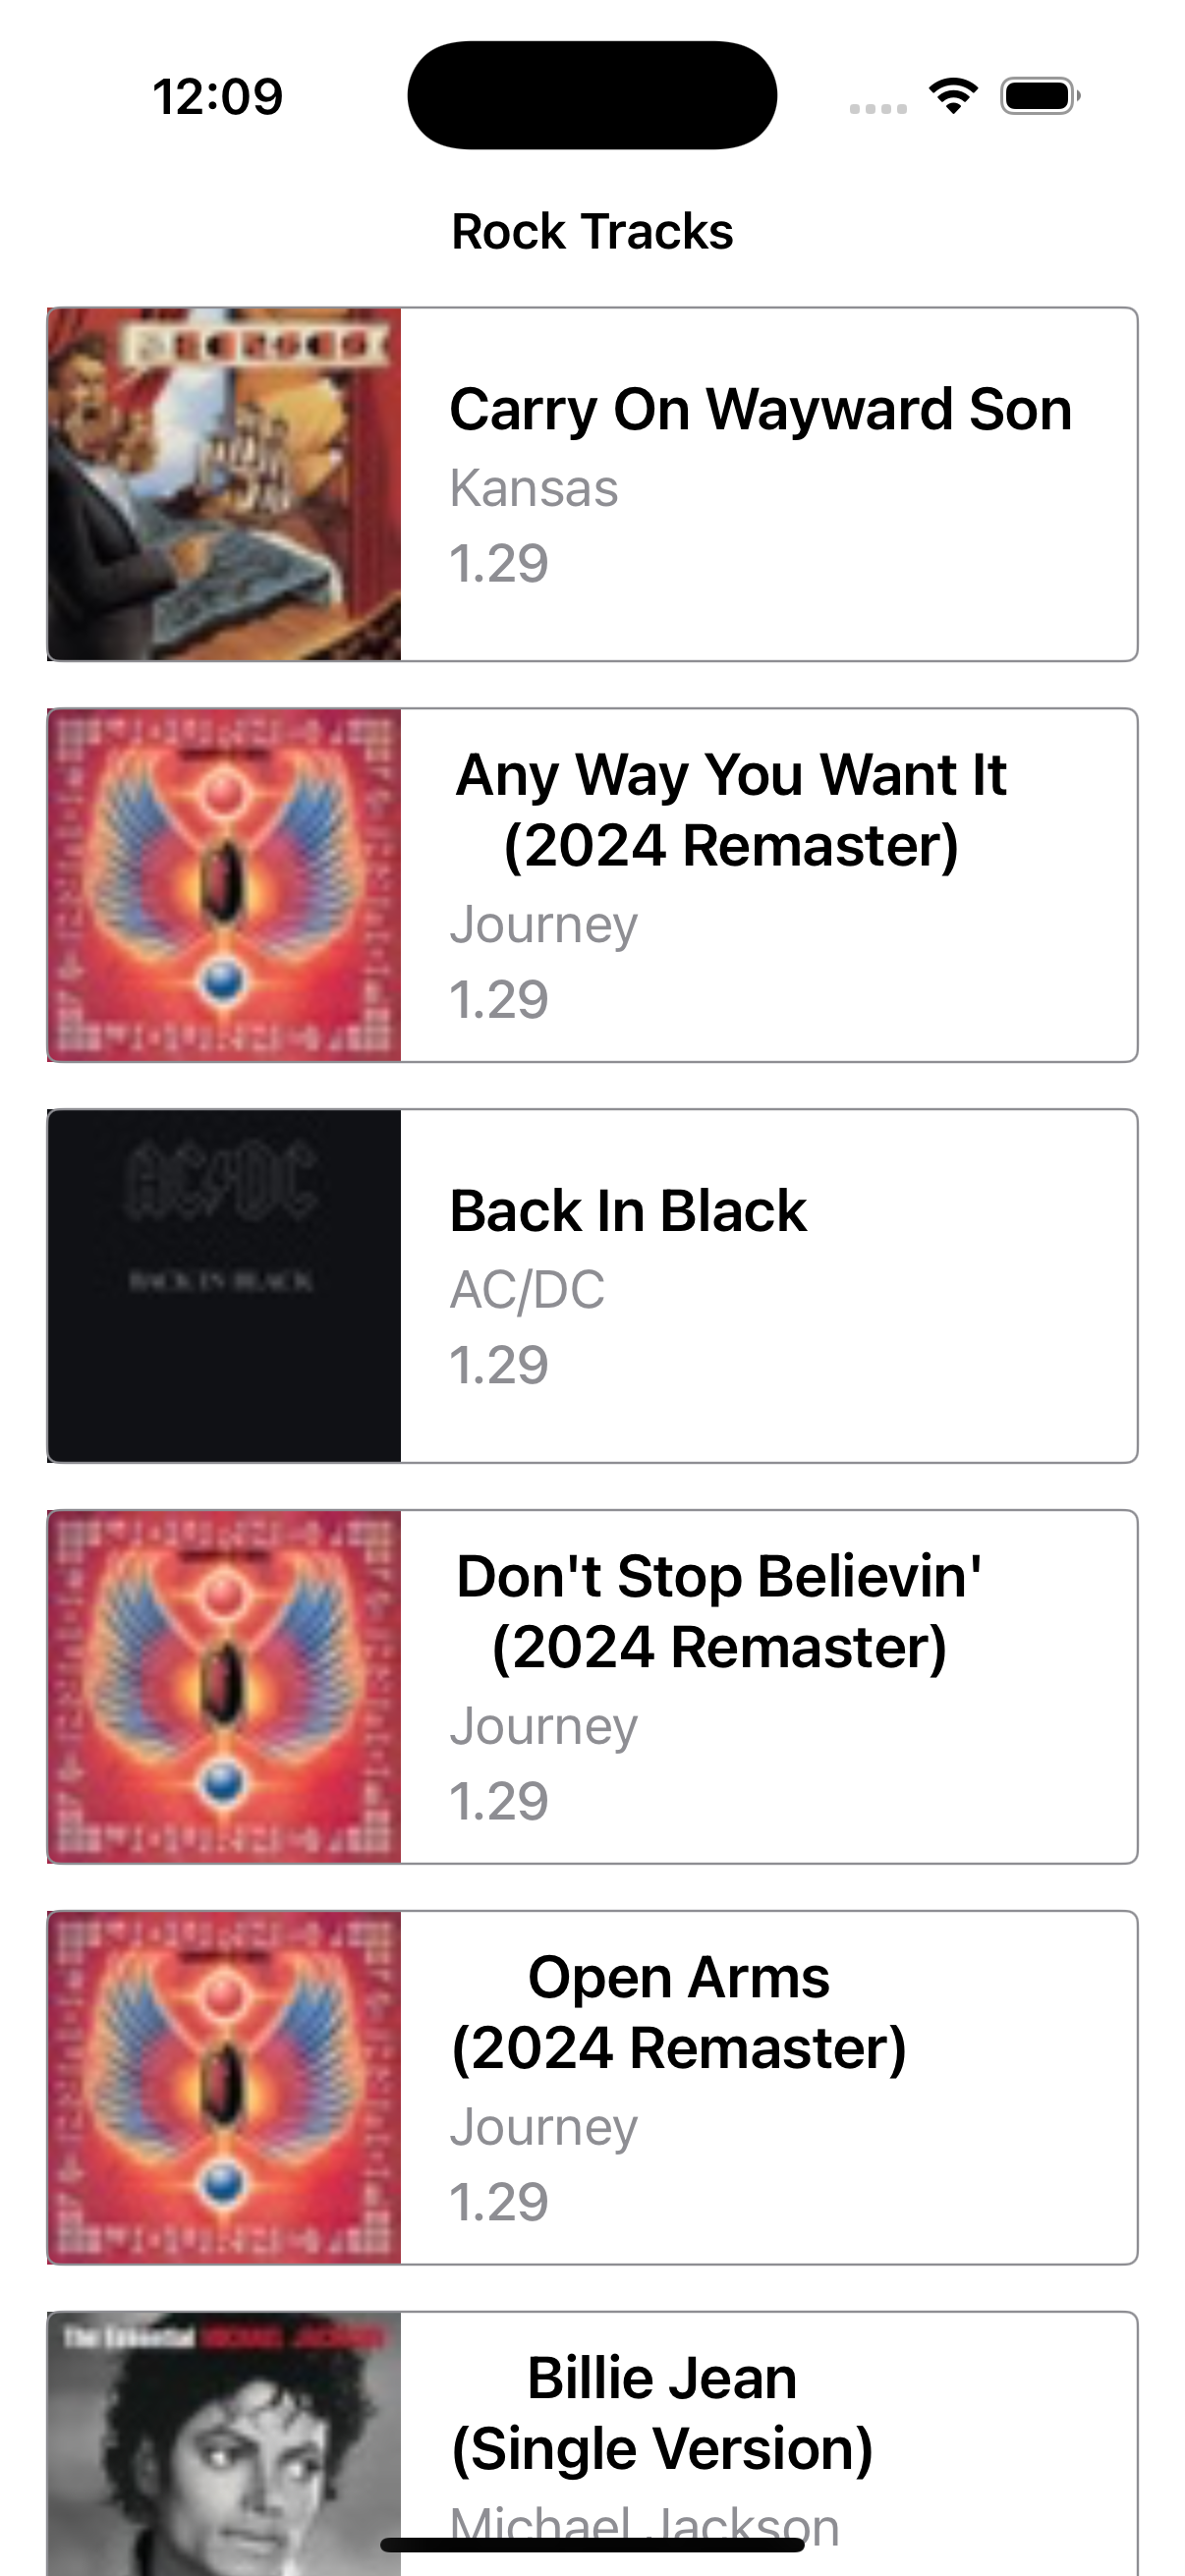 12:09
Rock Tracks
Carry On Wayward Son
Kansas
1.29
Any Way You Want It
(2024 Remaster)
Journey
1.29
AC/DC
BACK IN BLACK
Back In Black
AC/DC
1.29
Don't Stop Believin'
(2024 Remaster)
Journey
1.29
Open Arms
(2024 Remaster)
Journey
1.29
The Essential MICHAEL JACKSON
Billie Jean
(Single Version)
Michael Jackson